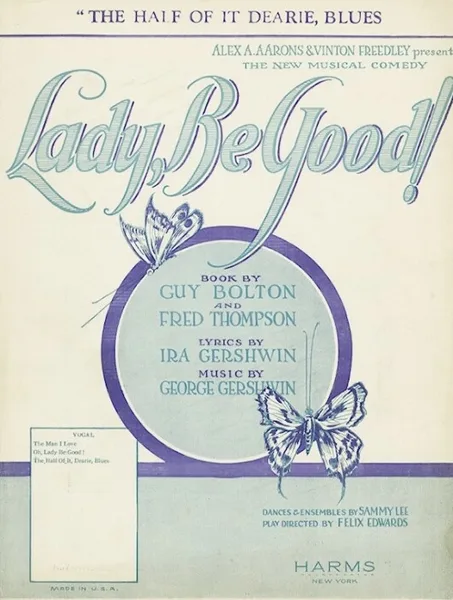 "THE HALF OF IT DEARIE, BLUES
ALEX A. AARONS & VINTON FREEDLEY present
THE NEW MUSICAL COMEDY
Lady, Be Good!
BOOK BY
GUY BOLTON
AND
FRED THOMPSON
LYRICS BY
IRA GERSHWIN
MUSIC BY
GEORGE GERSHWIN
VOCAL
The Man I Love
Oh, Lady Be Good!
The Half Of It, Dearie, Blues
DANCES & ENSEMBLES BY SAMMY LEE
PLAY DIRECTED BY FELIX EDWARDS
HARMS
INCORPORATED
NEW YORK
MADE IN U.S.A.